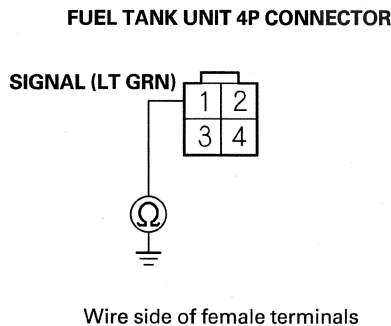 FUEL TANK UNIT 4P CONNECTOR
SIGNAL (LT GRN)
1 2
3 4
Ω
Wire side of female terminals